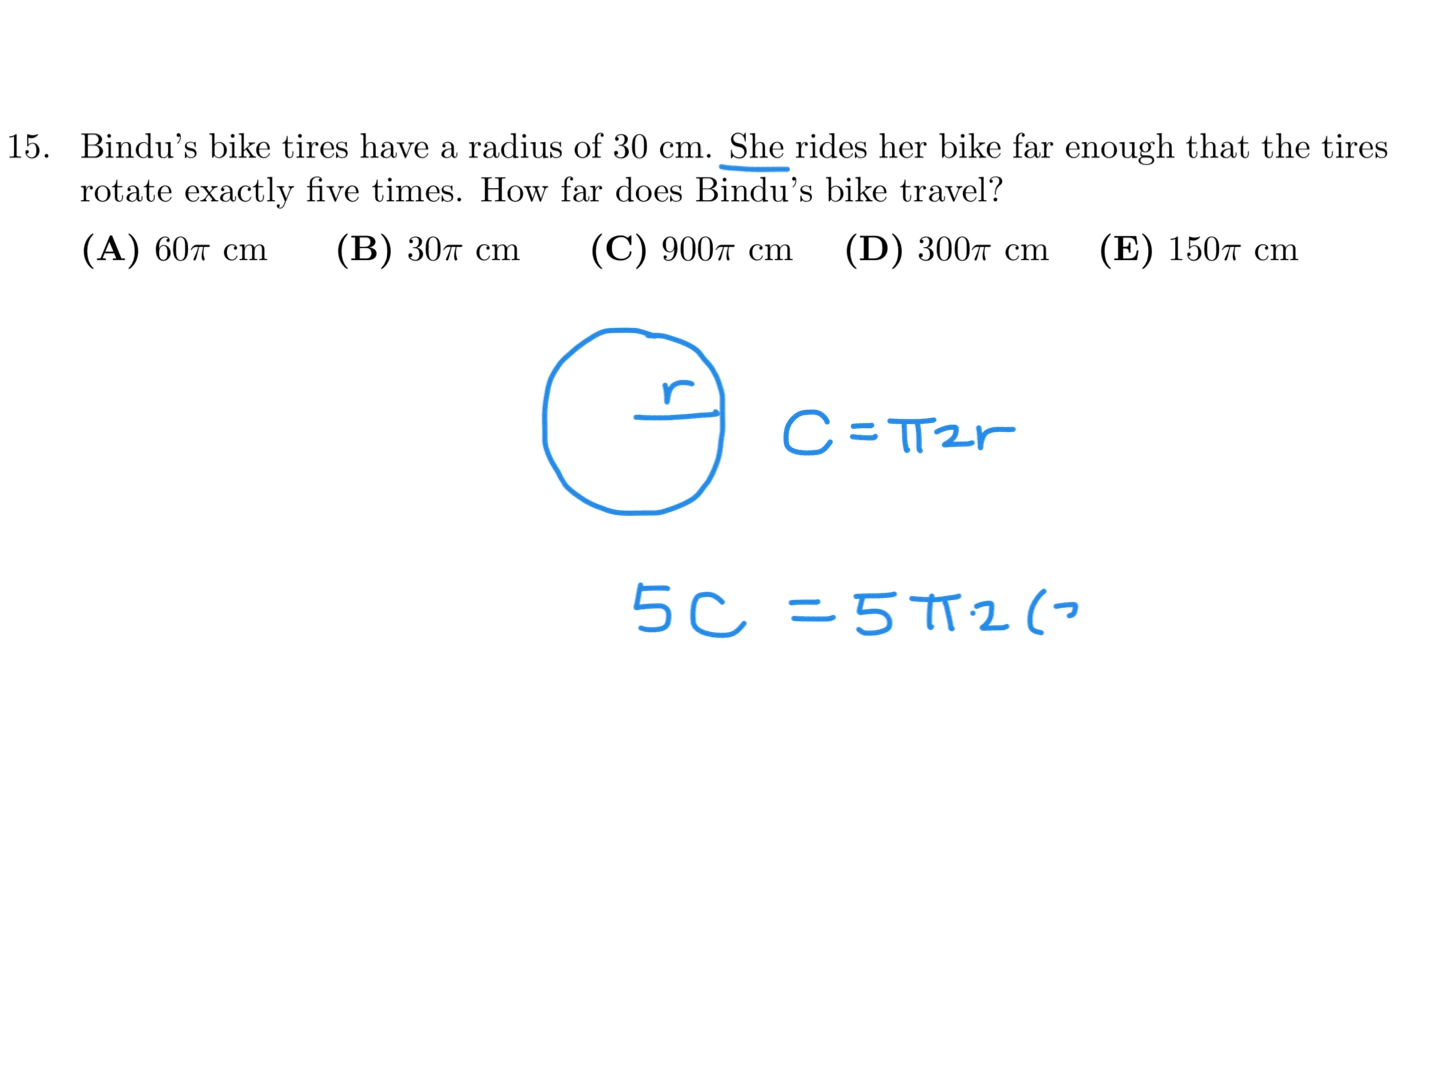 15. Bindu's bike tires have a radius of 30 cm. She rides her bike far enough that the tires
rotate exactly five times. How far does Bindu's bike travel?
(A) 60π cm (B) 30π cm (C) 900π cm (D) 300π cm (E) 150π cm
r
C = π2r
5C = 5π·2(